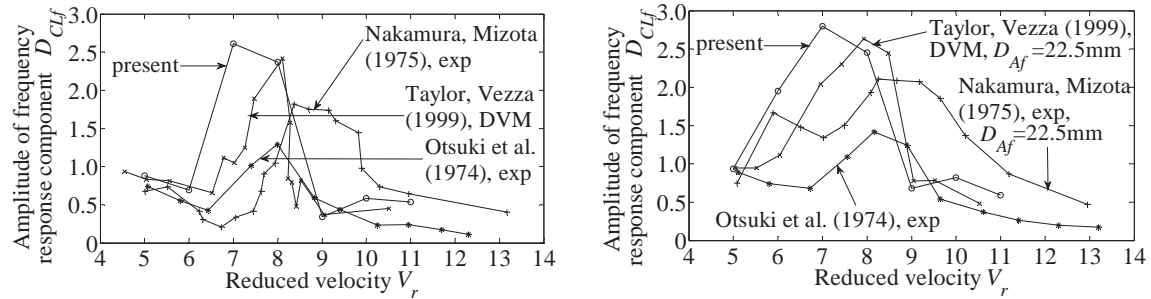 Amplitude of frequency
response component D_CLf
3.0
2.5
2.0
1.5
1.0
0.5
0
4 5 6 7 8 9 10 11 12 13 14
Reduced velocity V_r
present
Nakamura, Mizota
(1975), exp
Taylor, Vezza
(1999), DVM
Otsuki et al.
(1974), exp
Amplitude of frequency
response component D_CLf
3.0
2.5
2.0
1.5
1.0
0.5
0
4 5 6 7 8 9 10 11 12 13 14
Reduced velocity V_r
present
Taylor, Vezza (1999),
DVM, D_Af=22.5mm
Nakamura, Mizota
(1975), exp,
D_Af=22.5mm
Otsuki et al. (1974), exp